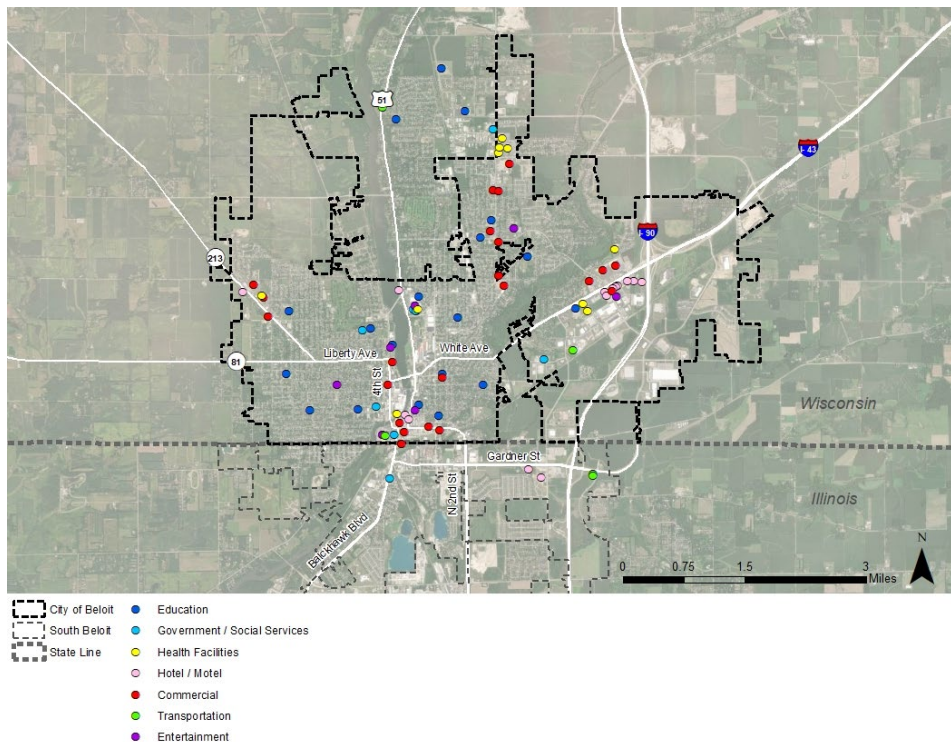 51
I- 43
I- 90
213
White Ave
Liberty Ave
81
4th St
Wisconsin
Gardner St
Illinois
N 2nd St
Balckhawk Blvd
N
0 0.75 1.5 3
Miles
City of Beloit
South Beloit
State Line
Education
Government / Social Services
Health Facilities
Hotel / Motel
Commercial
Transportation
Entertainment